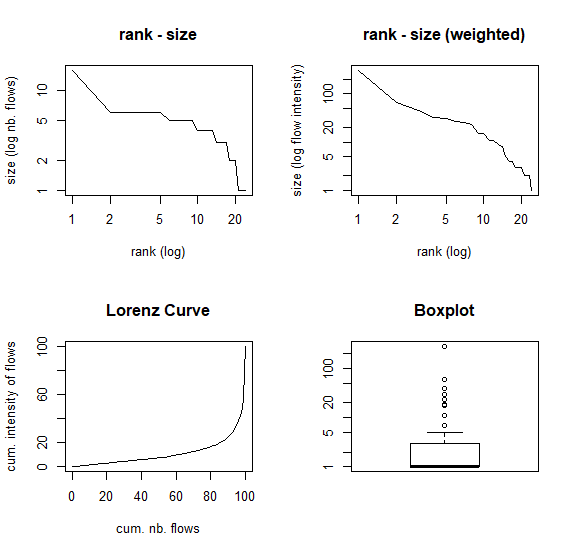 rank - size
size (log nb. flows)
1 2 5 10
1 2 5 10 20
rank (log)
rank - size (weighted)
size (log flow intensity)
1 5 20 100
1 2 5 10 20
rank (log)
Lorenz Curve
cum. intensity of flows
0 20 60 100
0 20 40 60 80 100
cum. nb. flows
Boxplot
1 5 20 100